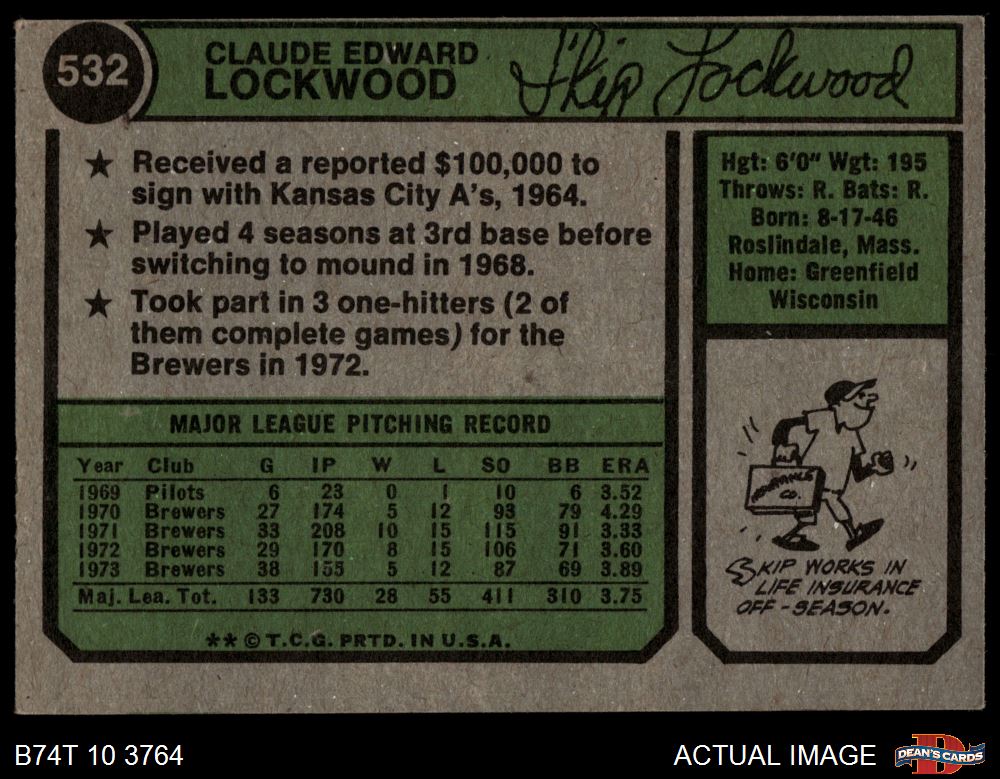 532
CLAUDE EDWARD
LOCKWOOD
Skip Lockwood
★ Received a reported $100,000 to
sign with Kansas City A's, 1964.
★ Played 4 seasons at 3rd base before
switching to mound in 1968.
★ Took part in 3 one-hitters (2 of
them complete games) for the
Brewers in 1972.
Hgt: 6'0" Wgt: 195
Throws: R. Bats: R.
Born: 8-17-46
Roslindale, Mass.
Home: Greenfield
Wisconsin
MAJOR LEAGUE PITCHING RECORD
Year Club G IP W L SO BB ERA
1969 Pilots 6 23 0 1 10 6 3.52
1970 Brewers 27 174 5 12 93 79 4.29
1971 Brewers 33 208 10 15 115 91 3.33
1972 Brewers 29 170 8 15 106 71 3.60
1973 Brewers 38 155 5 12 87 69 3.89
Maj. Lea. Tot. 133 730 28 55 411 310 3.75
** © T.C.G. PRTD. IN U.S.A.
INSURANCE
CO.
SKIP WORKS IN
LIFE INSURANCE
OFF-SEASON.
B74T 10 3764
ACTUAL IMAGE
D
DEAN'S CARDS